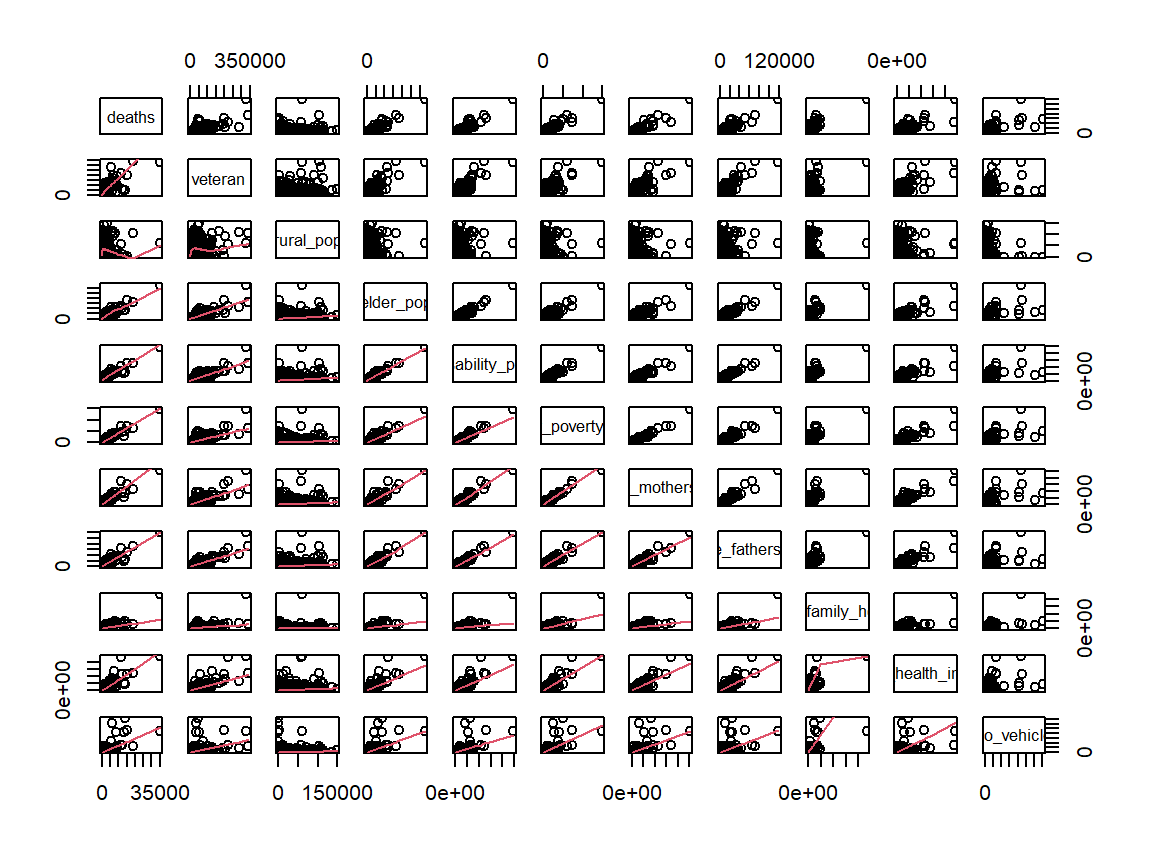 0 350000 0 0 0 120000 0e+00
deaths 0
0 veteran
rural_pop 0
0 elder_pop
ability_p 0e+00
0 _poverty
_mothers 0e+00
0 e_fathers
family_h 0e+00
0e+00 health_in
o_vehicl 0
0 35000 0 150000 0e+00 0e+00 0e+00 0